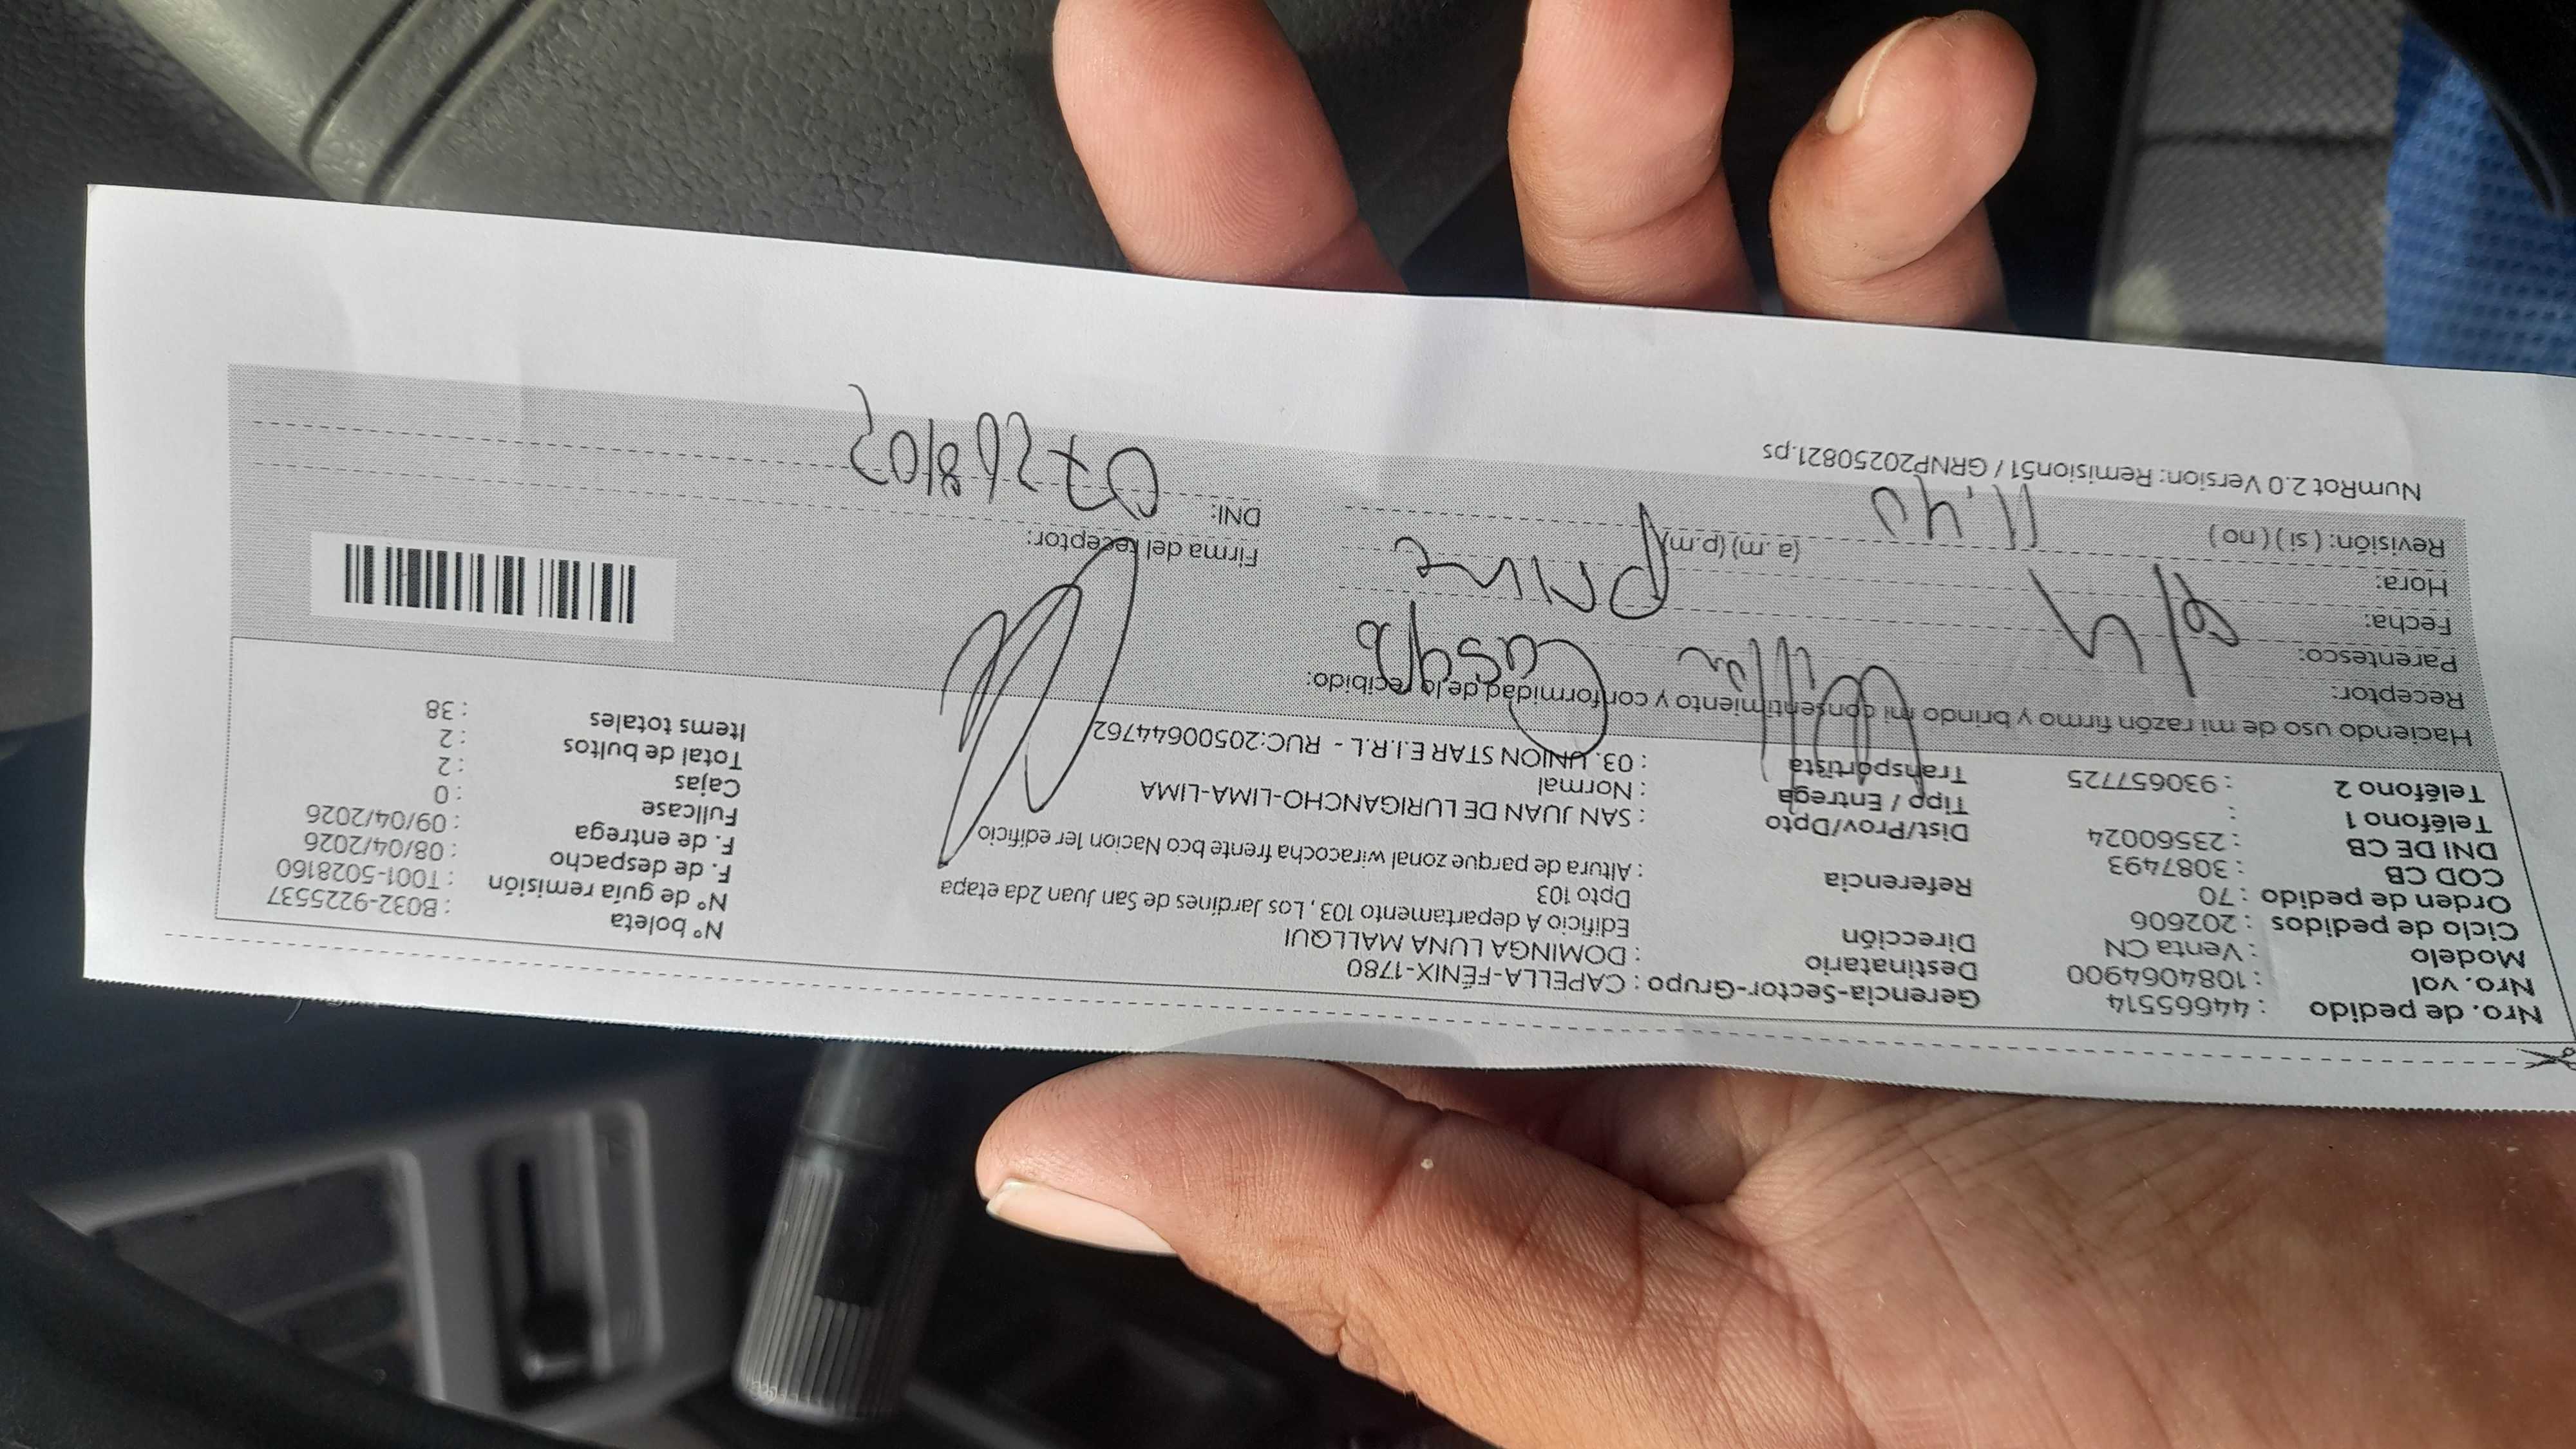 Nro. de pedido : 44665514
Nro. vol : 1084064900
Modelo : Venta CN
Ciclo de pedidos : 202606
Orden de pedido : 70
COD CB : 3087493
DNI DE CB : 23560024
Teléfono 1 :
Teléfono 2 : 930657725
Gerencia-Sector-Grupo : CAPELLA-FÉNIX-1780
Destinatario : DOMINGA LUNA MALLQUI
Dirección Edificio A departamento 103 , Los Jardines de San Juan 2da etapa
Dpto 103
Referencia : Altura de parque zonal wiracocha frente bco Nacion 1er edificio
Dist/Prov/Dpto : SAN JUAN DE LURIGANCHO-LIMA-LIMA
Tipo / Entrega : Normal
Transportista : 03. UNION STAR E.I.R.L - RUC:20500644762
Nº boleta : B032-9225537
Nº de guía remisión : T001-5028160
F. de despacho : 08/04/2026
F. de entrega : 09/04/2026
Fullcase : 0
Cajas : 2
Total de bultos : 2
Items totales : 38
Haciendo uso de mi razón firmo y brindo mi consentimiento y conformidad de lo recibido:
Receptor:
Parentesco:
Fecha:
Hora: 11:40 (a. m) (p.m)
Revisión: ( si ) ( no )
Firma del receptor:
DNI:
NumRot 2.0 Version: Remision51 / GRNP20250821.ps